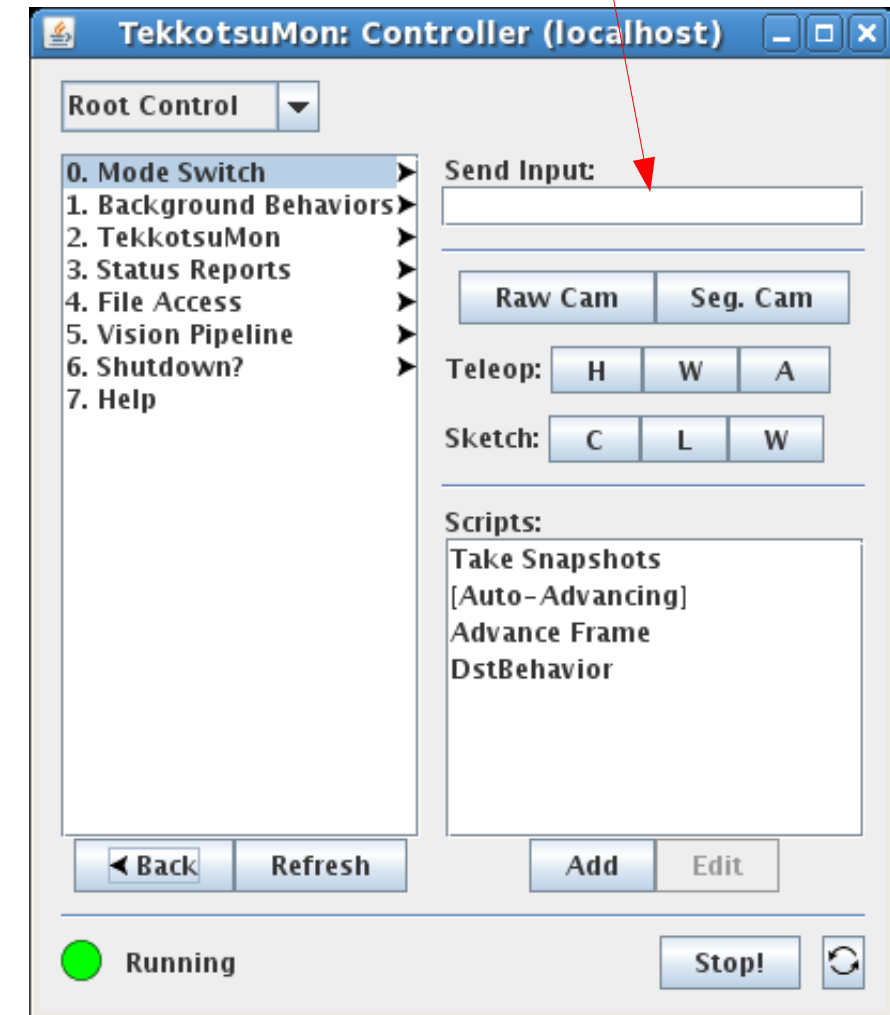 TekkotsuMon: Controller (localhost)
Root Control
0. Mode Switch
1. Background Behaviors
2. TekkotsuMon
3. Status Reports
4. File Access
5. Vision Pipeline
6. Shutdown?
7. Help
Back
Refresh
Send Input:
Raw Cam
Seg. Cam
Teleop:
H
W
A
Sketch:
C
L
W
Scripts:
Take Snapshots
[Auto-Advancing]
Advance Frame
DstBehavior
Add
Edit
Running
Stop!